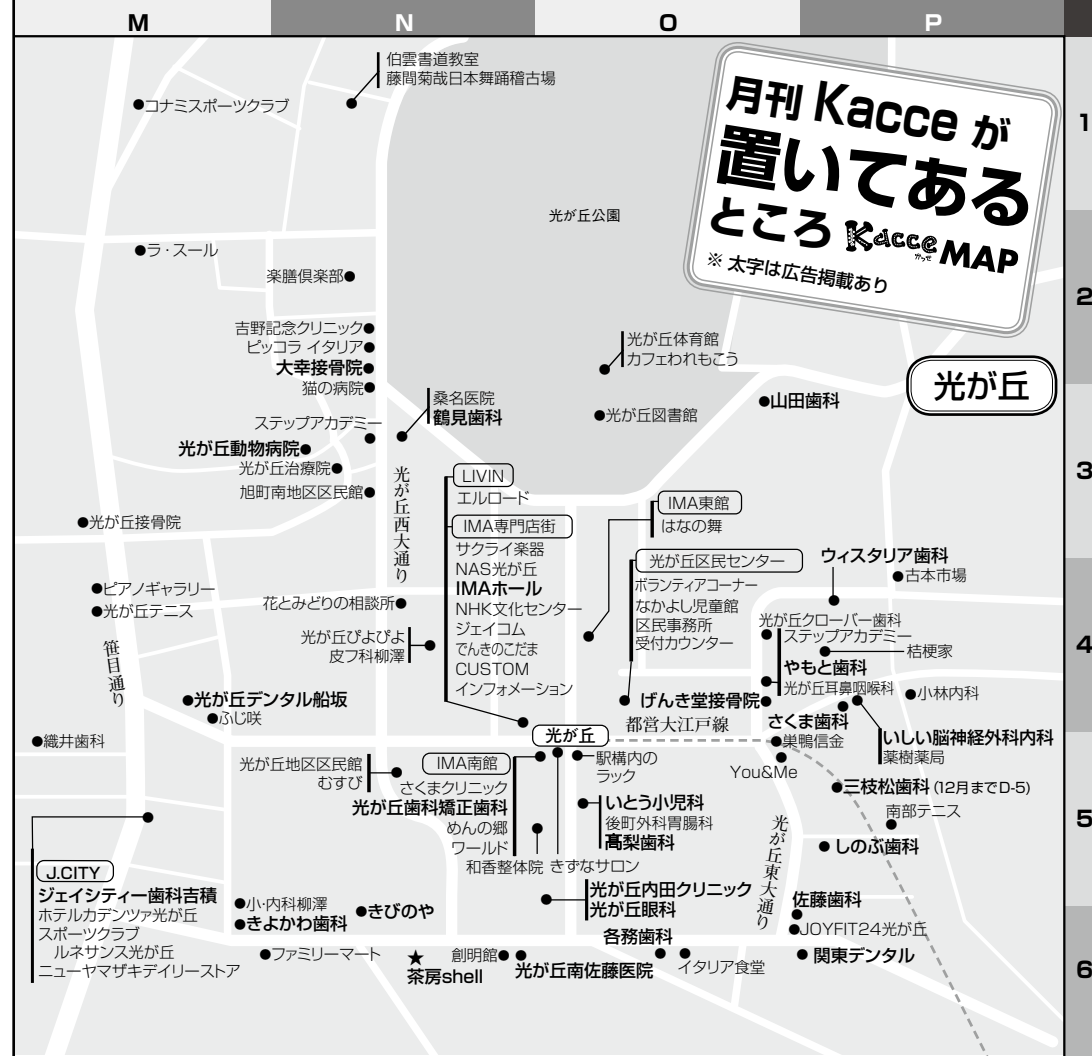 M
N
O
P
1
2
3
4
5
6
月刊 Kacce が
置いてある
ところ Kacce かっせ MAP
※ 太字は広告掲載あり
光が丘
伯雲書道教室
藤間菊哉日本舞踊稽古場
コナミスポーツクラブ
光が丘公園
ラ・スール
楽膳倶楽部
吉野記念クリニック
ピッコラ イタリア
大幸接骨院
猫の病院
光が丘体育館
カフェわれもこう
光が丘図書館
山田歯科
桑名医院
鶴見歯科
ステップアカデミー
光が丘動物病院
光が丘治療院
旭町南地区区民館
光が丘接骨院
光が丘西大通り
LIVIN
エルロード
IMA専門店街
サクライ楽器
NAS光が丘
IMAホール
NHK文化センター
ジェイコム
でんきのこだま
CUSTOM
インフォメーション
IMA東館
はなの舞
光が丘区民センター
ボランティアコーナー
なかよし児童館
区民事務所
受付カウンター
ウィスタリア歯科
古本市場
ピアノギャラリー
光が丘テニス
花とみどりの相談所
光が丘ぴよぴよ
皮フ科柳澤
笹目通り
光が丘クローバー歯科
ステップアカデミー
桔梗家
やもと歯科
光が丘耳鼻咽喉科
小林内科
げんき堂接骨院
光が丘デンタル船坂
ふじ咲
織井歯科
都営大江戸線
光が丘
さくま歯科
巣鴨信金
いしい脳神経外科内科
薬樹薬局
You&Me
駅構内の
ラック
光が丘地区区民館
むすび
IMA南館
さくまクリニック
光が丘歯科矯正歯科
めんの郷
ワールド
和香整体院
きずなサロン
いとう小児科
後町外科胃腸科
髙梨歯科
三枝松歯科 (12月までD-5)
南部テニス
しのぶ歯科
光が丘東大通り
J.CITY
ジェイシティー歯科吉積
ホテルカデンツァ光が丘
スポーツクラブ
ルネサンス光が丘
ニューヤマザキデイリーストア
小・内科柳澤
きよかわ歯科
きびのや
光が丘内田クリニック
光が丘眼科
佐藤歯科
JOYFIT24光が丘
ファミリーマート
茶房shell
創明館
光が丘南佐藤医院
各務歯科
イタリア食堂
関東デンタル